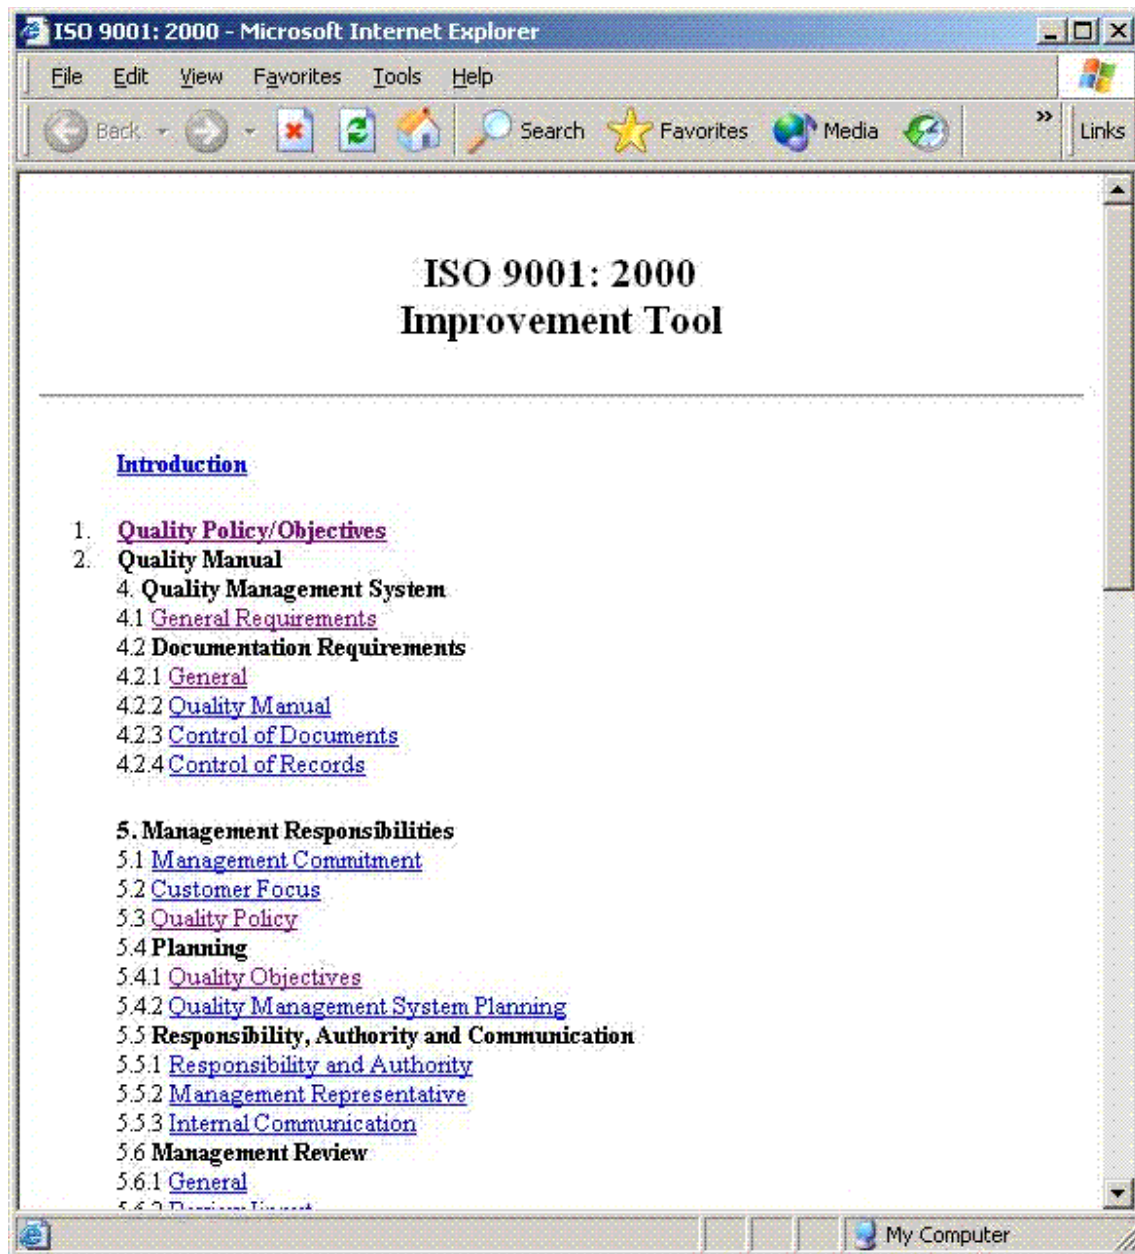 ISO 9001: 2000 - Microsoft Internet Explorer
File Edit View Favorites Tools Help
Back Search Favorites Media » Links
ISO 9001: 2000
Improvement Tool
Introduction
1. Quality Policy/Objectives
2. Quality Manual
4. Quality Management System
4.1 General Requirements
4.2 Documentation Requirements
4.2.1 General
4.2.2 Quality Manual
4.2.3 Control of Documents
4.2.4 Control of Records
5. Management Responsibilities
5.1 Management Commitment
5.2 Customer Focus
5.3 Quality Policy
5.4 Planning
5.4.1 Quality Objectives
5.4.2 Quality Management System Planning
5.5 Responsibility, Authority and Communication
5.5.1 Responsibility and Authority
5.5.2 Management Representative
5.5.3 Internal Communication
5.6 Management Review
5.6.1 General
My Computer